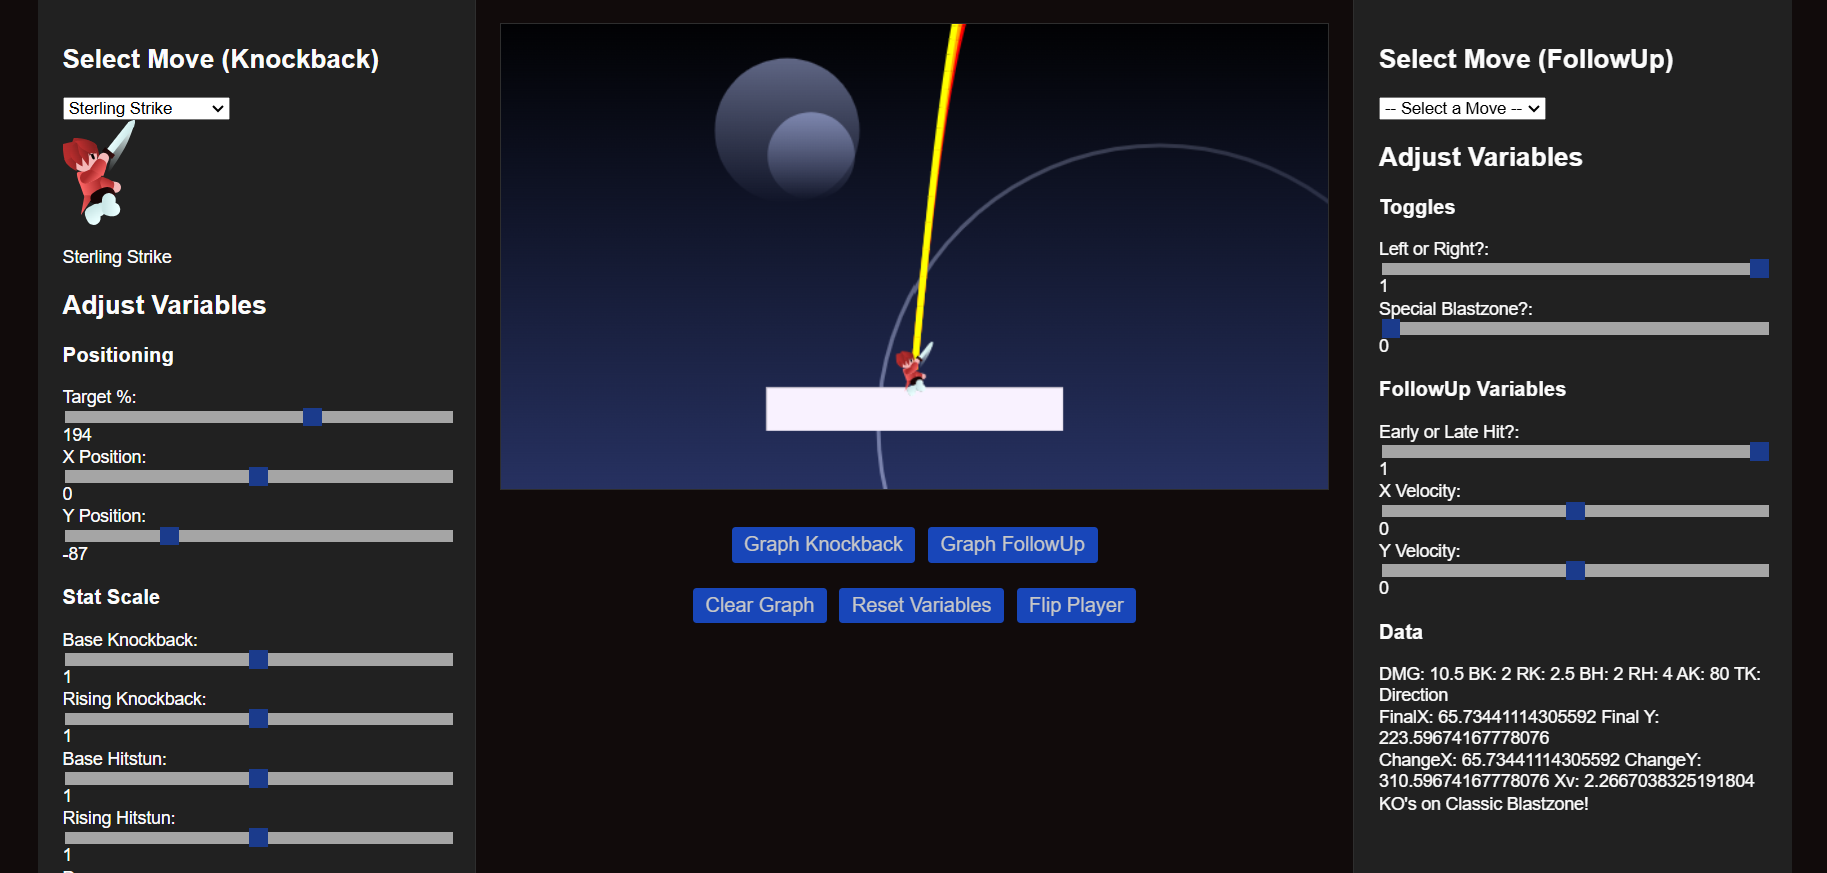 Select Move (Knockback)
Sterling Strike
Sterling Strike
Adjust Variables
Positioning
Target %:
194
X Position:
0
Y Position:
-87
Stat Scale
Base Knockback:
1
Rising Knockback:
1
Base Hitstun:
1
Rising Hitstun:
1
Graph Knockback
Graph FollowUp
Clear Graph
Reset Variables
Flip Player
Select Move (FollowUp)
-- Select a Move --
Adjust Variables
Toggles
Left or Right?:
1
Special Blastzone?:
0
FollowUp Variables
Early or Late Hit?:
1
X Velocity:
0
Y Velocity:
0
Data
DMG: 10.5 BK: 2 RK: 2.5 BH: 2 RH: 4 AK: 80 TK:
Direction
FinalX: 65.73441114305592 Final Y:
223.59674167778076
ChangeX: 65.73441114305592 ChangeY:
310.59674167778076 Xv: 2.2667038325191804
KO's on Classic Blastzone!